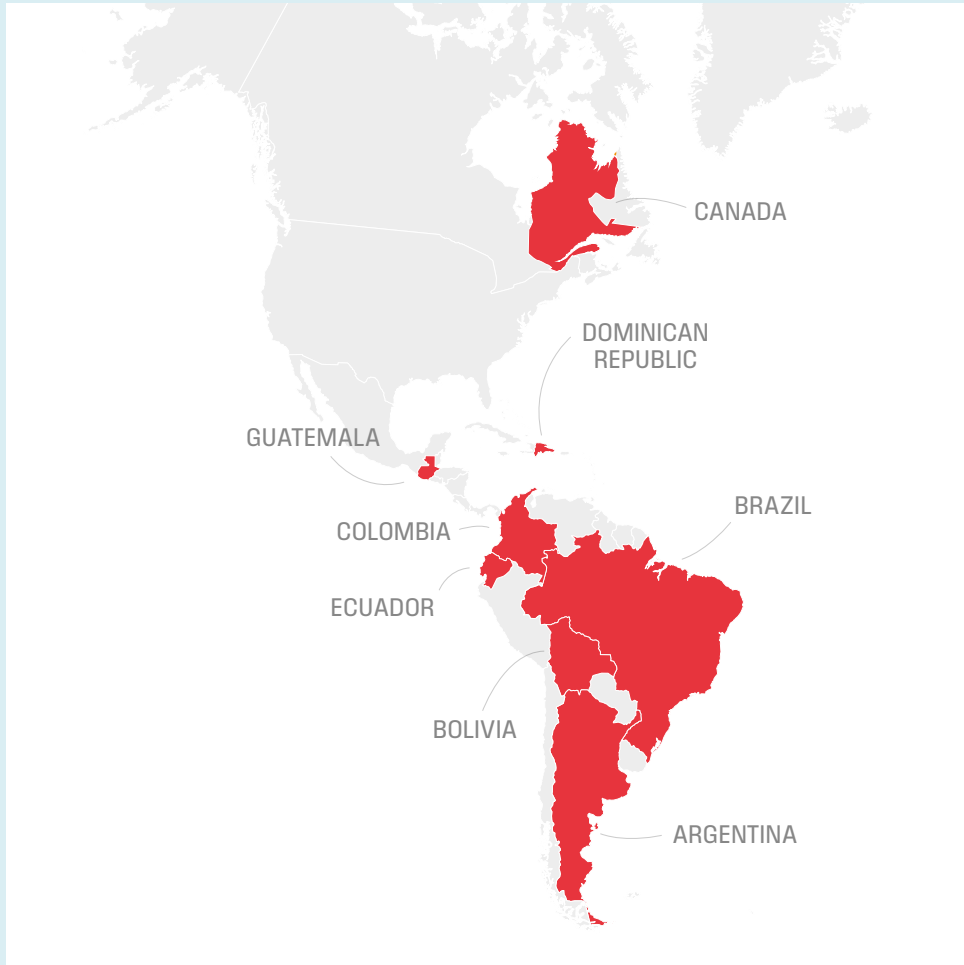 CANADA
DOMINICAN
REPUBLIC
GUATEMALA
BRAZIL
COLOMBIA
ECUADOR
BOLIVIA
ARGENTINA